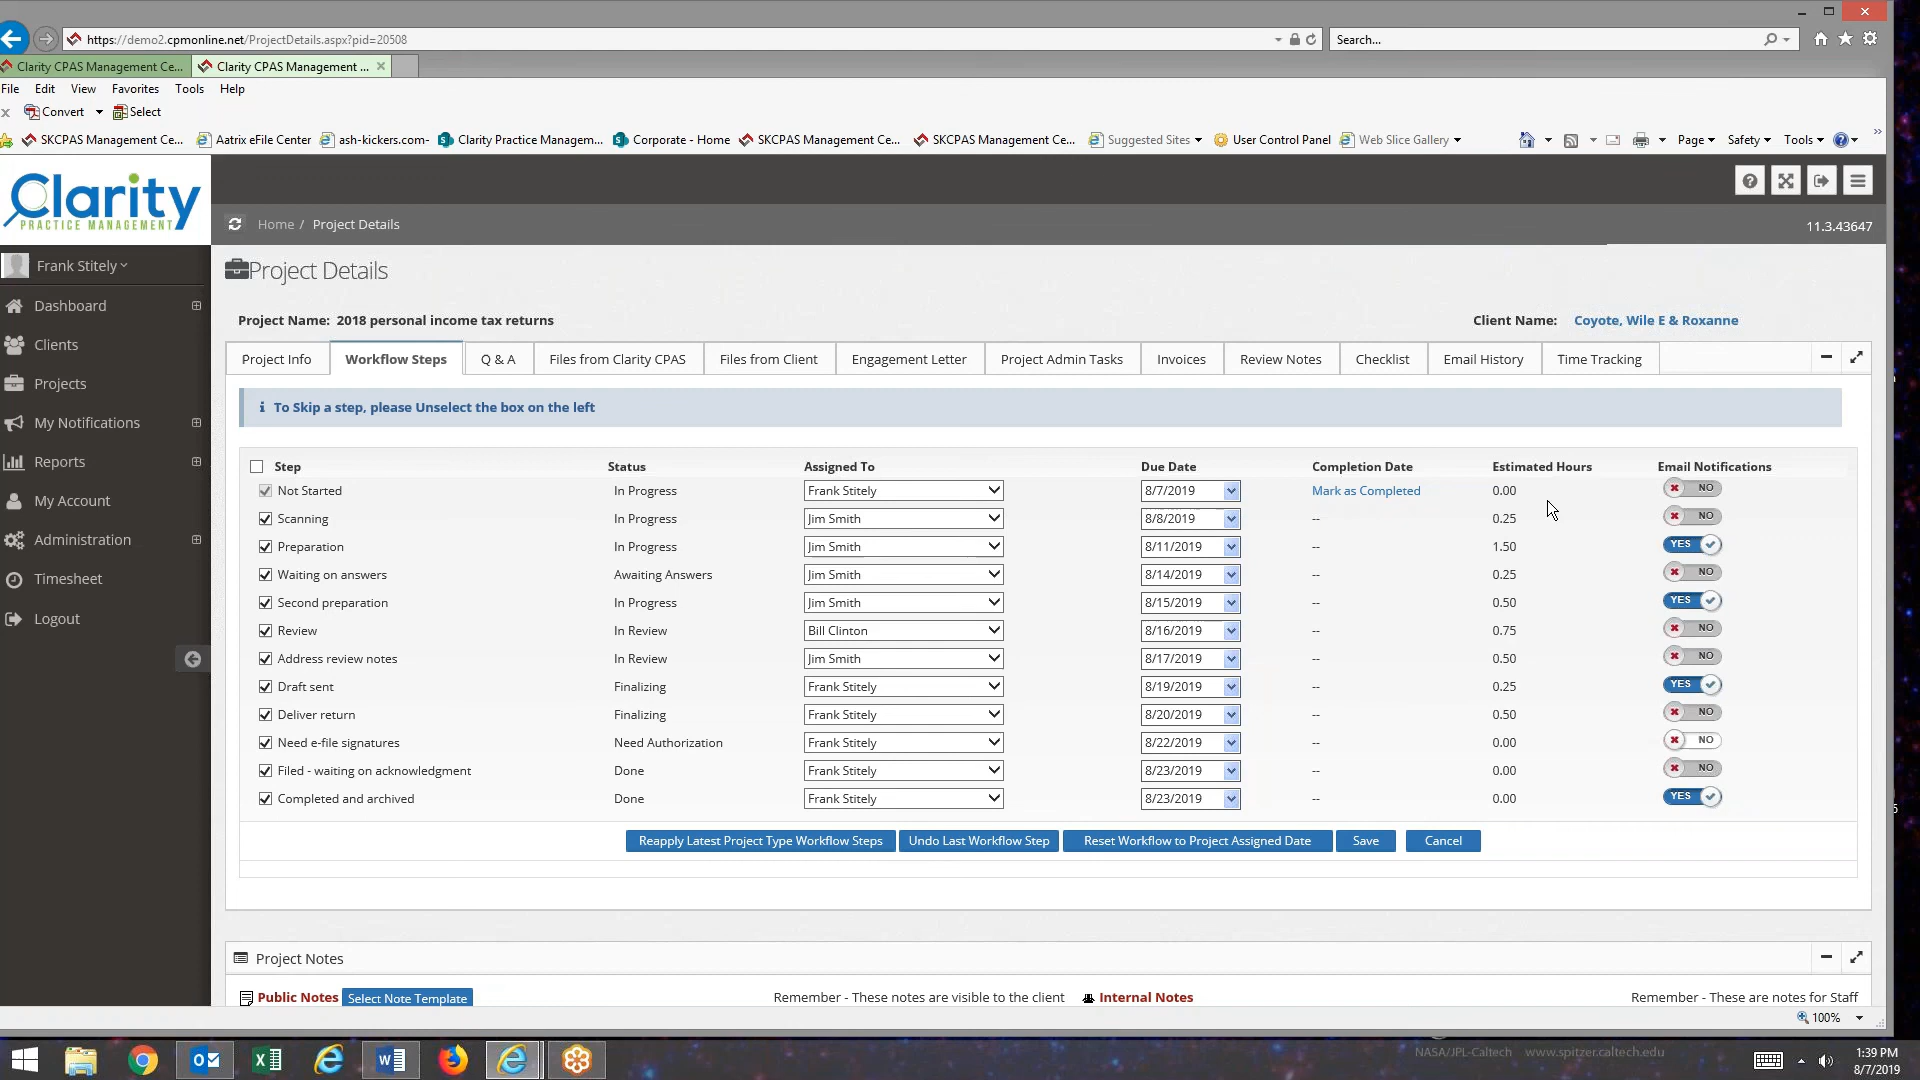 https://demo2.cpmonline.net/ProjectDetails.aspx?pid=20508
Search...
Clarity CPAS Management Ce...
Clarity CPAS Management ...
File Edit View Favorites Tools Help
Convert Select
SKCPAS Management Ce... Aatrix eFile Center ash-kickers.com- Clarity Practice Managem... Corporate - Home SKCPAS Management Ce... SKCPAS Management Ce... Suggested Sites User Control Panel Web Slice Gallery Page Safety Tools
Clarity
PRACTICE MANAGEMENT
Home / Project Details
11.3.43647
Frank Stitely
Dashboard
Clients
Projects
My Notifications
Reports
My Account
Administration
Timesheet
Logout
Project Details
Project Name: 2018 personal income tax returns
Client Name: Coyote, Wile E & Roxanne
Project Info Workflow Steps Q & A Files from Clarity CPAS Files from Client Engagement Letter Project Admin Tasks Invoices Review Notes Checklist Email History Time Tracking
To Skip a step, please Unselect the box on the left
Step Status Assigned To Due Date Completion Date Estimated Hours Email Notifications
Not Started In Progress Frank Stitely 8/7/2019 Mark as Completed 0.00 NO
Scanning In Progress Jim Smith 8/8/2019 -- 0.25 NO
Preparation In Progress Jim Smith 8/11/2019 -- 1.50 YES
Waiting on answers Awaiting Answers Jim Smith 8/14/2019 -- 0.25 NO
Second preparation In Progress Jim Smith 8/15/2019 -- 0.50 YES
Review In Review Bill Clinton 8/16/2019 -- 0.75 NO
Address review notes In Review Jim Smith 8/17/2019 -- 0.50 NO
Draft sent Finalizing Frank Stitely 8/19/2019 -- 0.25 YES
Deliver return Finalizing Frank Stitely 8/20/2019 -- 0.50 NO
Need e-file signatures Need Authorization Frank Stitely 8/22/2019 -- 0.00 NO
Filed - waiting on acknowledgment Done Frank Stitely 8/23/2019 -- 0.00 NO
Completed and archived Done Frank Stitely 8/23/2019 -- 0.00 YES
Reapply Latest Project Type Workflow Steps Undo Last Workflow Step Reset Workflow to Project Assigned Date Save Cancel
Project Notes
Public Notes Select Note Template Remember - These notes are visible to the client Internal Notes Remember - These are notes for Staff
100%
NASA/JPL-Caltech www.spitzer.caltech.edu
1:39 PM
8/7/2019